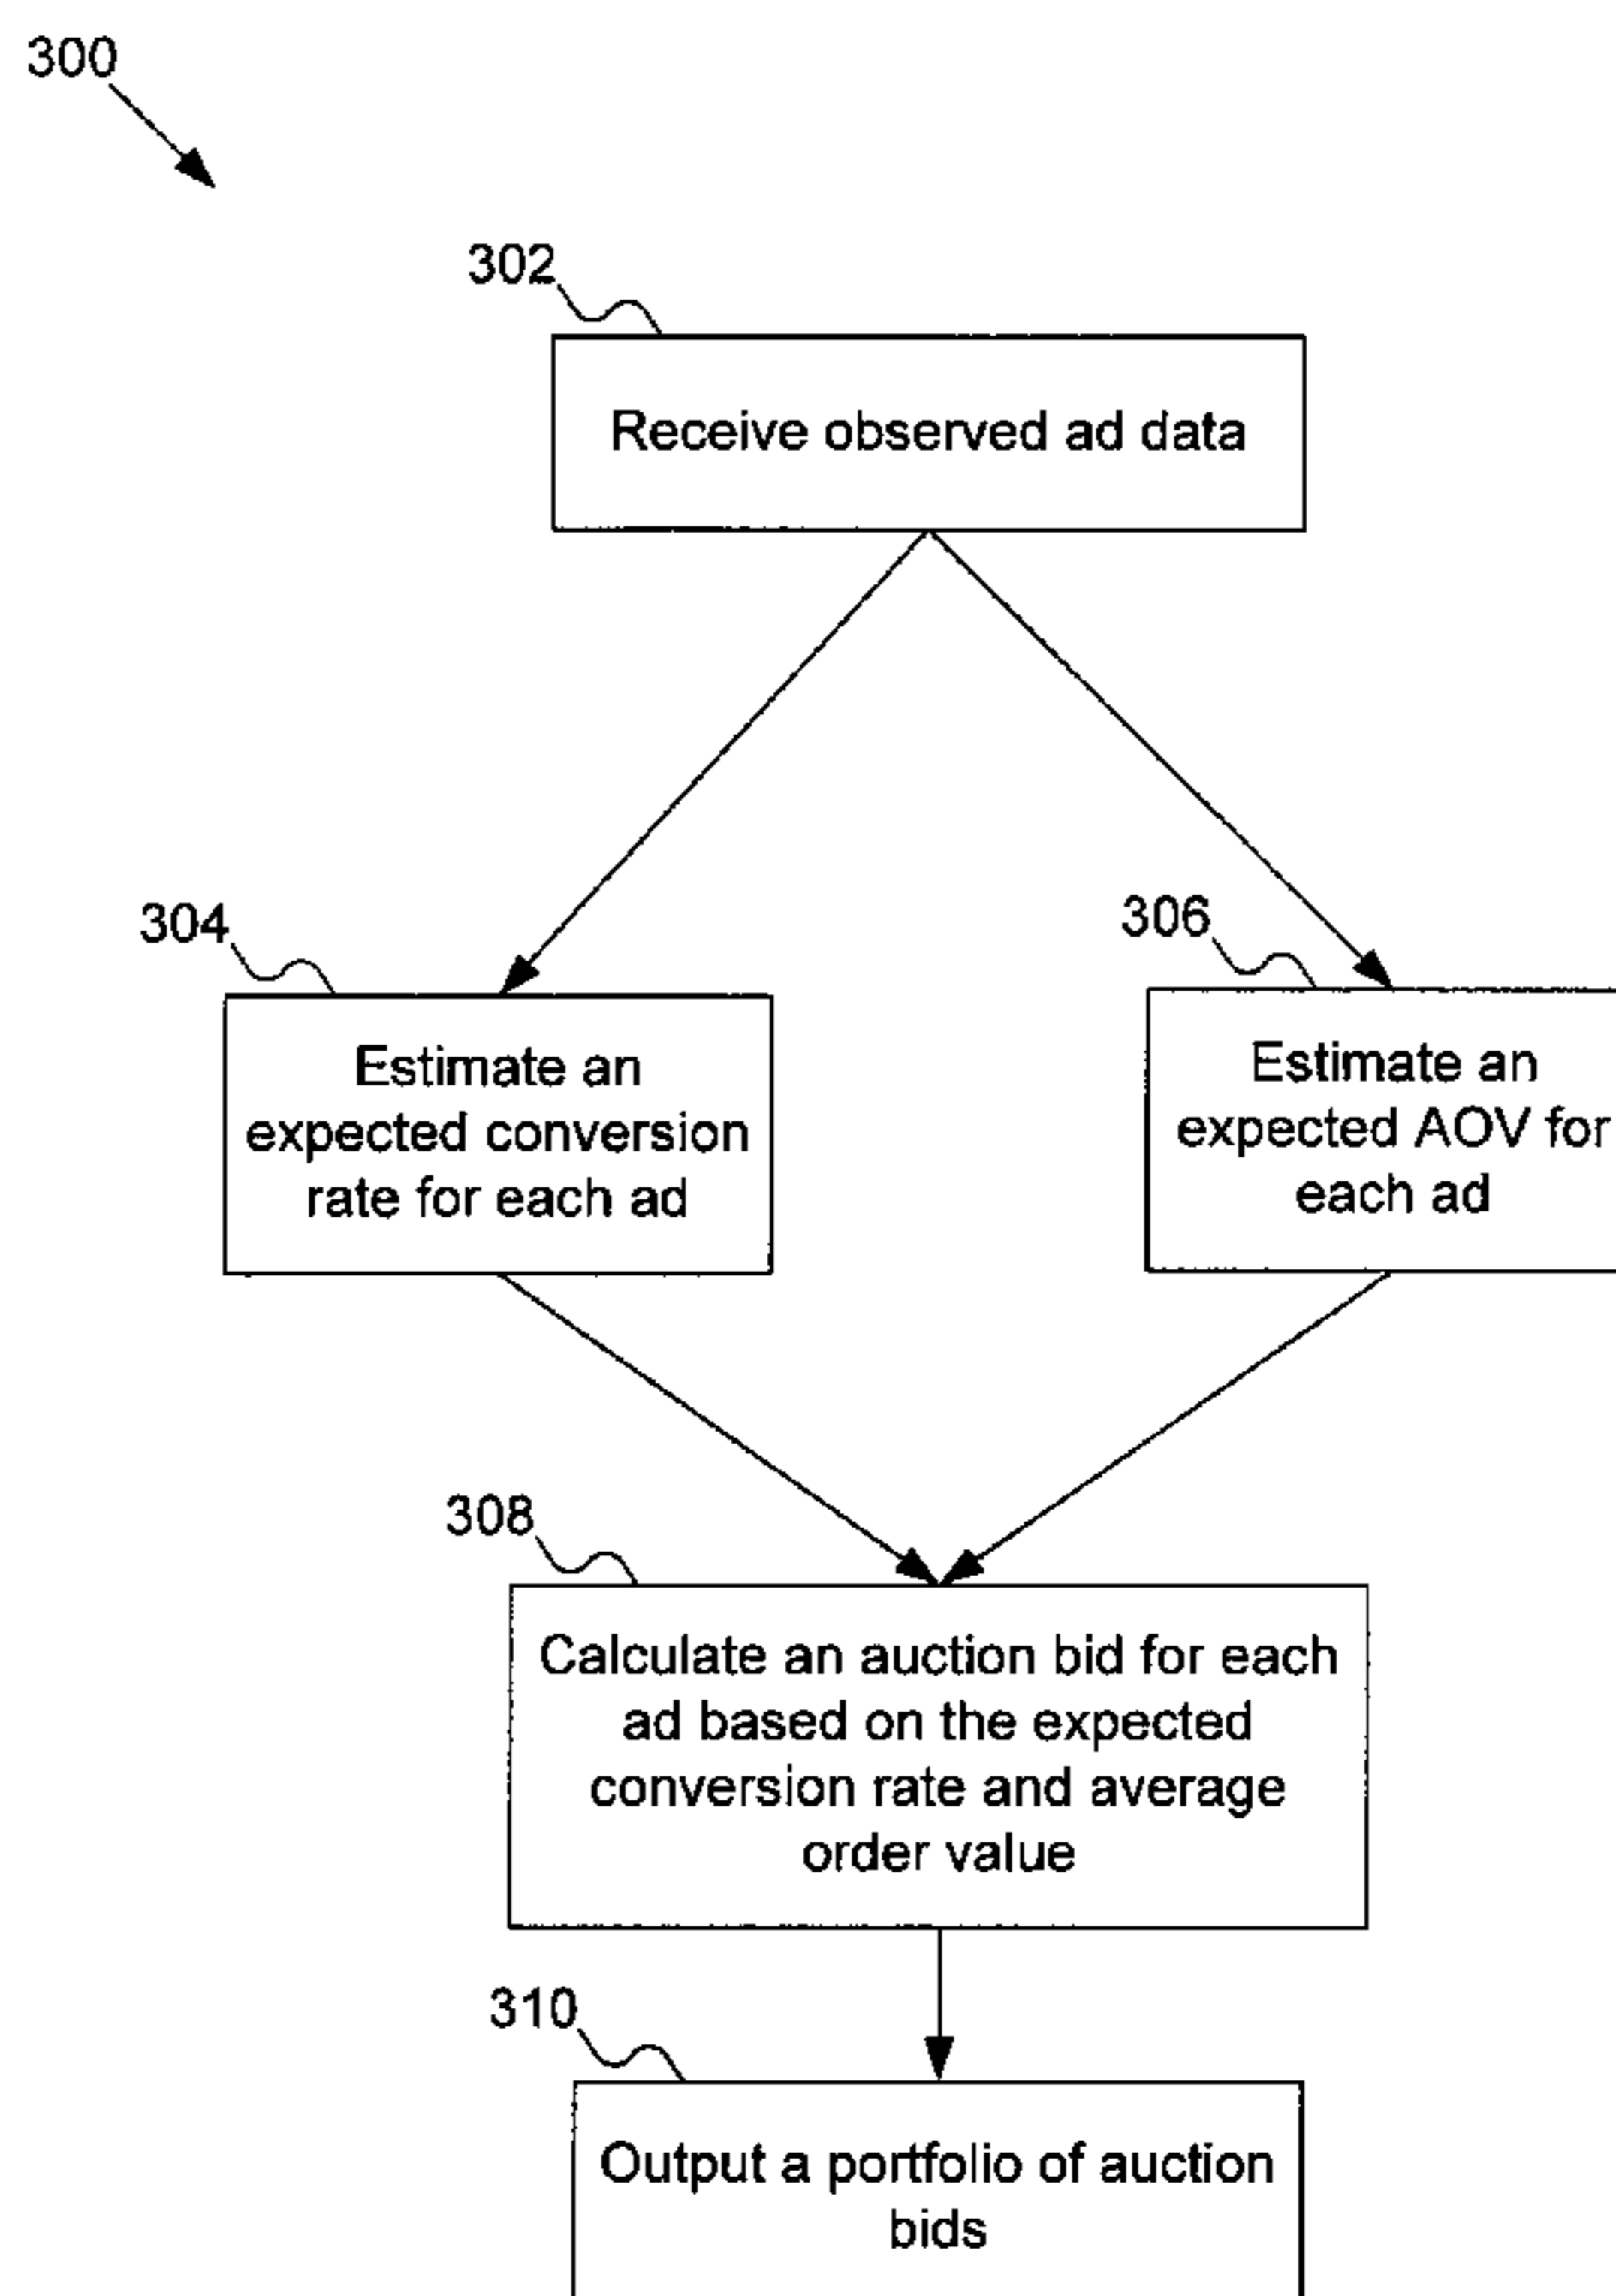 300
302
Receive observed ad data
304
Estimate an
expected conversion
rate for each ad
306
Estimate an
expected AOV for
each ad
308
Calculate an auction bid for each
ad based on the expected
conversion rate and average
order value
310
Output a portfolio of auction
bids